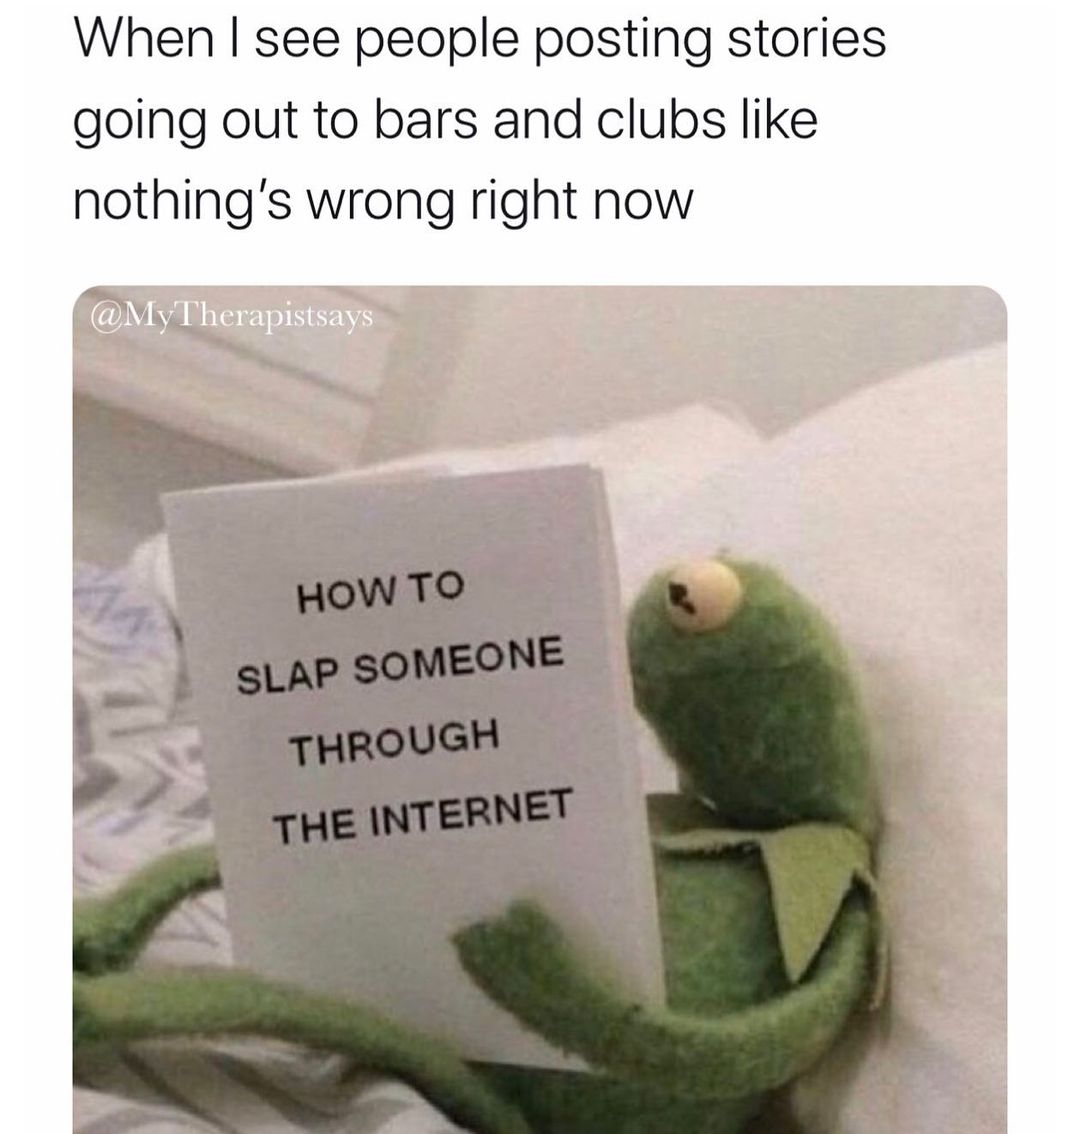 When I see people posting stories
going out to bars and clubs like
nothing's wrong right now
@MyTherapistsays
HOW TO
SLAP SOMEONE
THROUGH
THE INTERNET